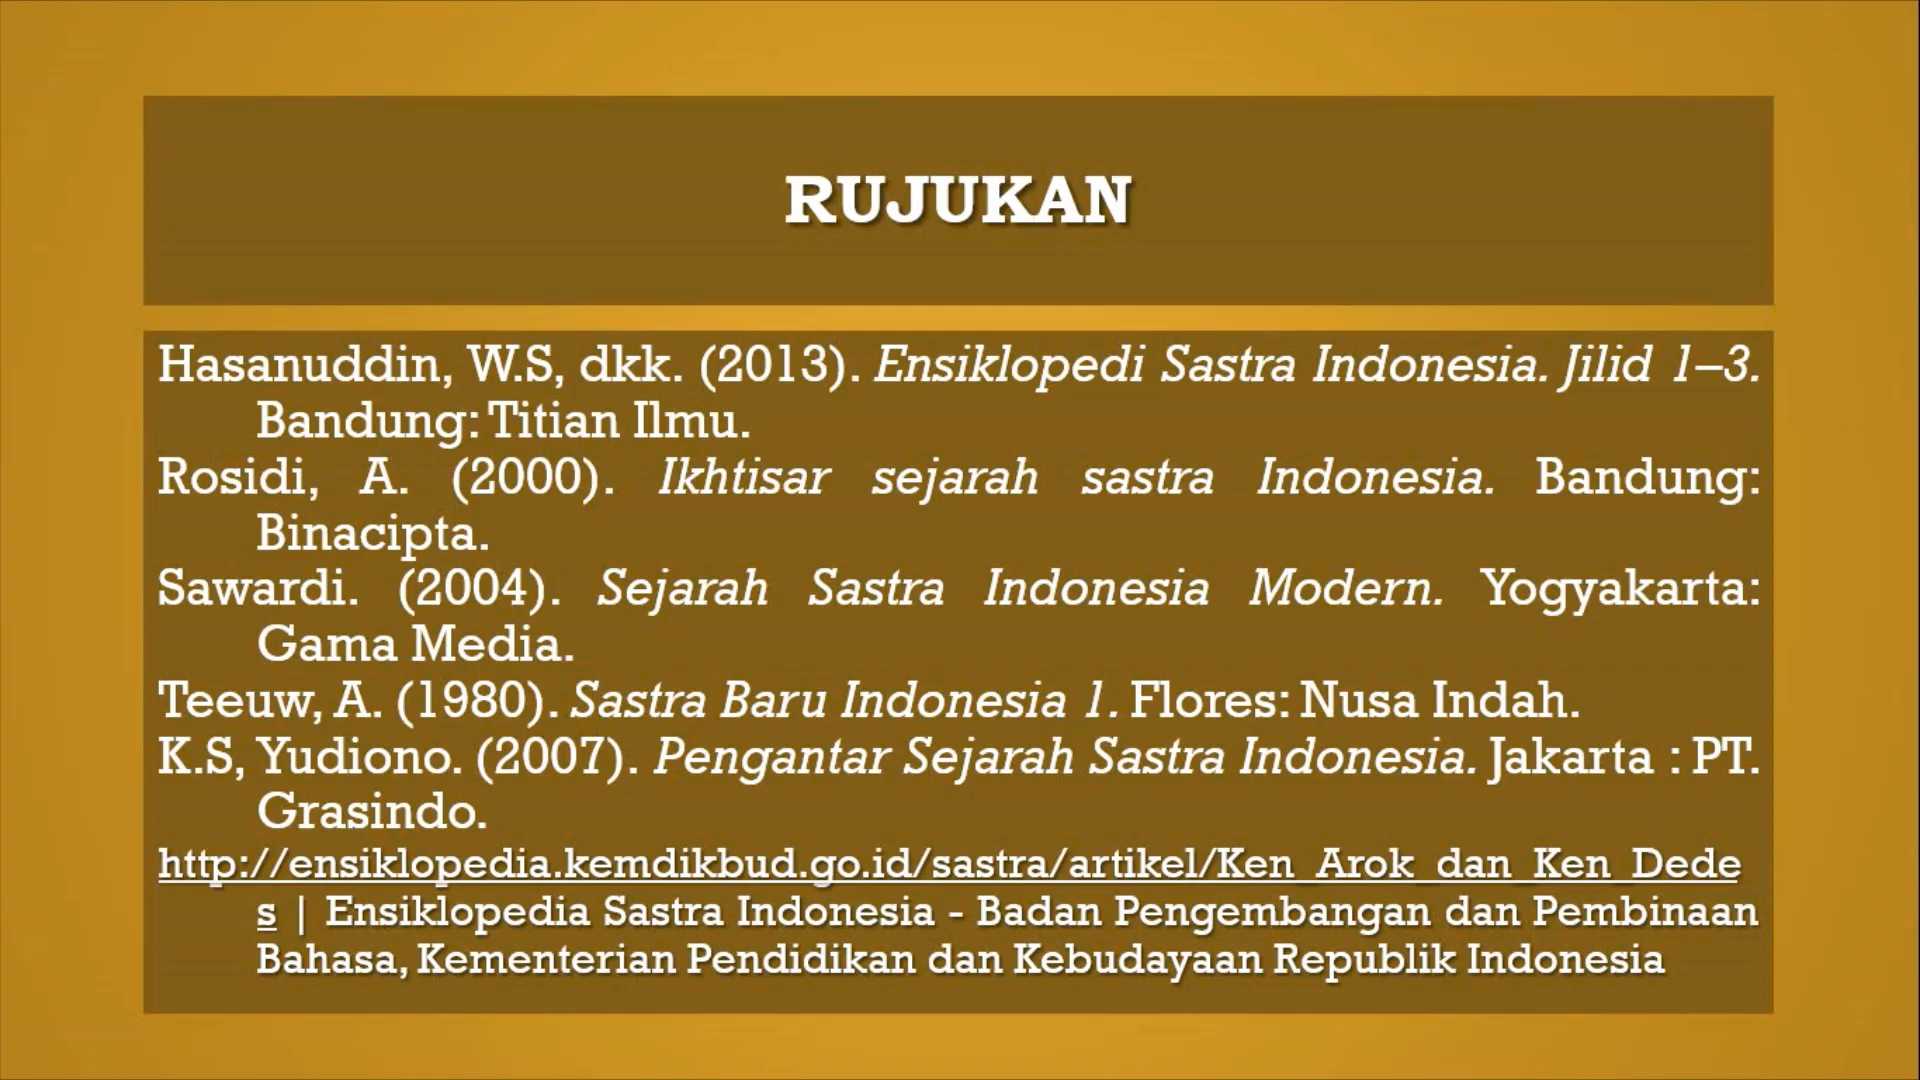 RUJUKAN
Hasanuddin, W.S, dkk. (2013). Ensiklopedi Sastra Indonesia. Jilid 1–3.
Bandung: Titian Ilmu.
Rosidi, A. (2000). Ikhtisar sejarah sastra Indonesia. Bandung:
Binacipta.
Sawardi. (2004). Sejarah Sastra Indonesia Modern. Yogyakarta:
Gama Media.
Teeuw, A. (1980). Sastra Baru Indonesia 1. Flores: Nusa Indah.
K.S, Yudiono. (2007). Pengantar Sejarah Sastra Indonesia. Jakarta : PT.
Grasindo.
http://ensiklopedia.kemdikbud.go.id/sastra/artikel/Ken_Arok_dan_Ken_Dede
s | Ensiklopedia Sastra Indonesia - Badan Pengembangan dan Pembinaan
Bahasa, Kementerian Pendidikan dan Kebudayaan Republik Indonesia